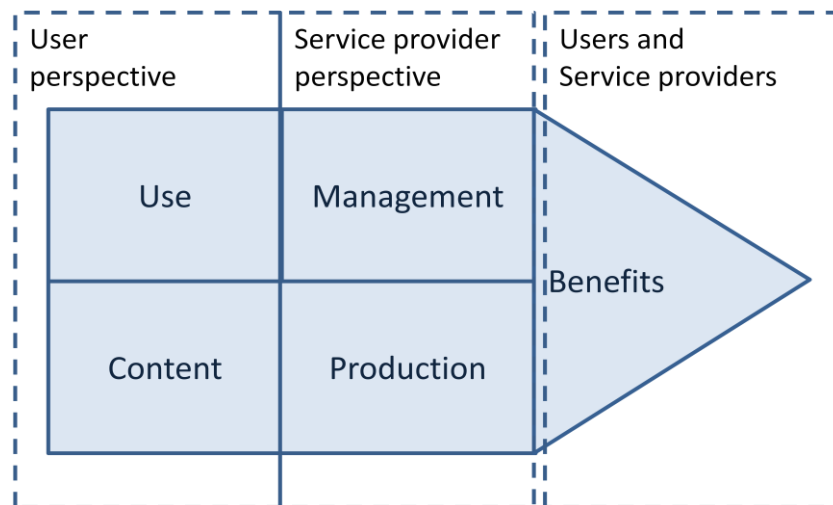 User
perspective
Service provider
perspective
Users and
Service providers
Use
Management
Benefits
Content
Production